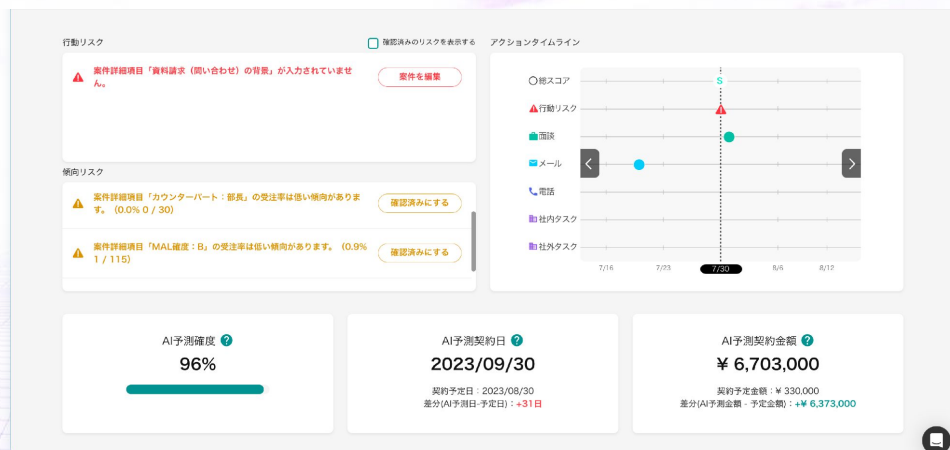 行動リスク
確認済みのリスクを表示する
案件詳細項目「資料請求（問い合わせ）の背景」が入力されていませ
ん。
案件を編集
傾向リスク
案件詳細項目「カウンターパート：部長」の受注率は低い傾向がありま
す。（0.0% 0 / 30）
確認済みにする
案件詳細項目「MAL確度：B」の受注率は低い傾向があります。（0.9%
1 / 115）
確認済みにする
アクションタイムライン
総スコア
S
行動リスク
面談
メール
電話
社内タスク
社外タスク
7/16
7/23
7/30
8/6
8/12
AI予測確度 ?
96%
AI予測契約日 ?
2023/09/30
契約予定日：2023/08/30
差分(AI予測日-予定日)：+31日
AI予測契約金額 ?
¥ 6,703,000
契約予定金額：¥ 330,000
差分(AI予測金額 - 予定金額)：+¥ 6,373,000